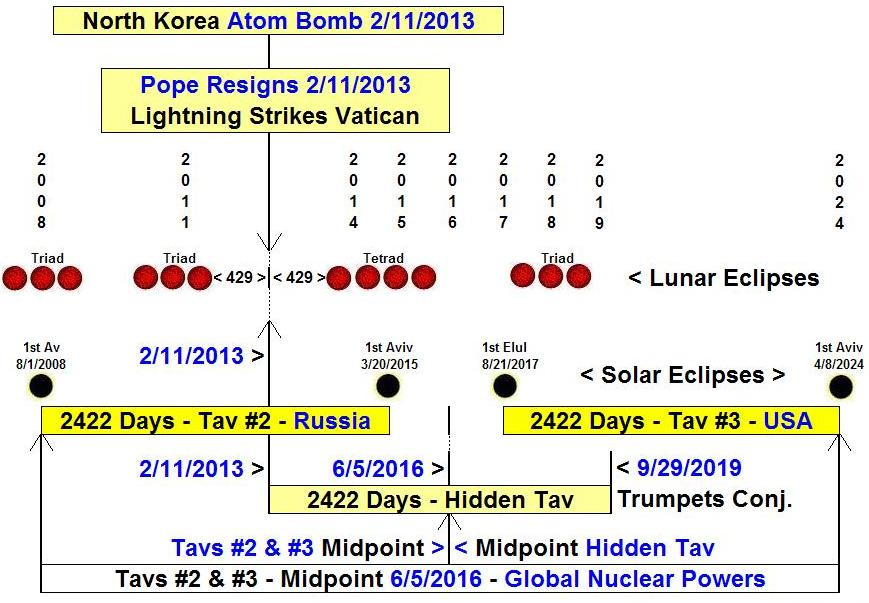 North Korea Atom Bomb 2/11/2013
Pope Resigns 2/11/2013
Lightning Strikes Vatican
2008
2011
2014
2015
2016
2017
2018
2019
2024
Triad
Triad
Tetrad
Triad
< 429 > < 429 >
< Lunar Eclipses
1st Av
8/1/2008
2/11/2013 >
1st Aviv
3/20/2015
1st Elul
8/21/2017
< Solar Eclipses >
1st Aviv
4/8/2024
2422 Days - Tav #2 - Russia
2422 Days - Tav #3 - USA
2/11/2013 >
6/5/2016 >
< 9/29/2019
2422 Days - Hidden Tav
Trumpets Conj.
Tavs #2 & #3 Midpoint > < Midpoint Hidden Tav
Tavs #2 & #3 - Midpoint 6/5/2016 - Global Nuclear Powers